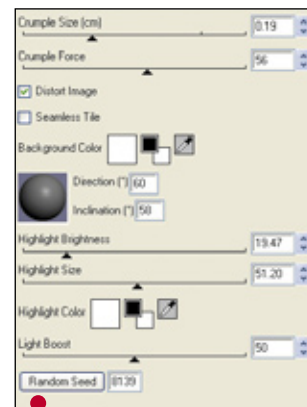 Crumple Size (cm) 0.19
Crumple Force 56
Distort Image
Seamless Tile
Background Color
Direction (°) 60
Inclination (°) 50
Highlight Brightness 19.47
Highlight Size 51.20
Highlight Color
Light Boost 50
Random Seed 8139